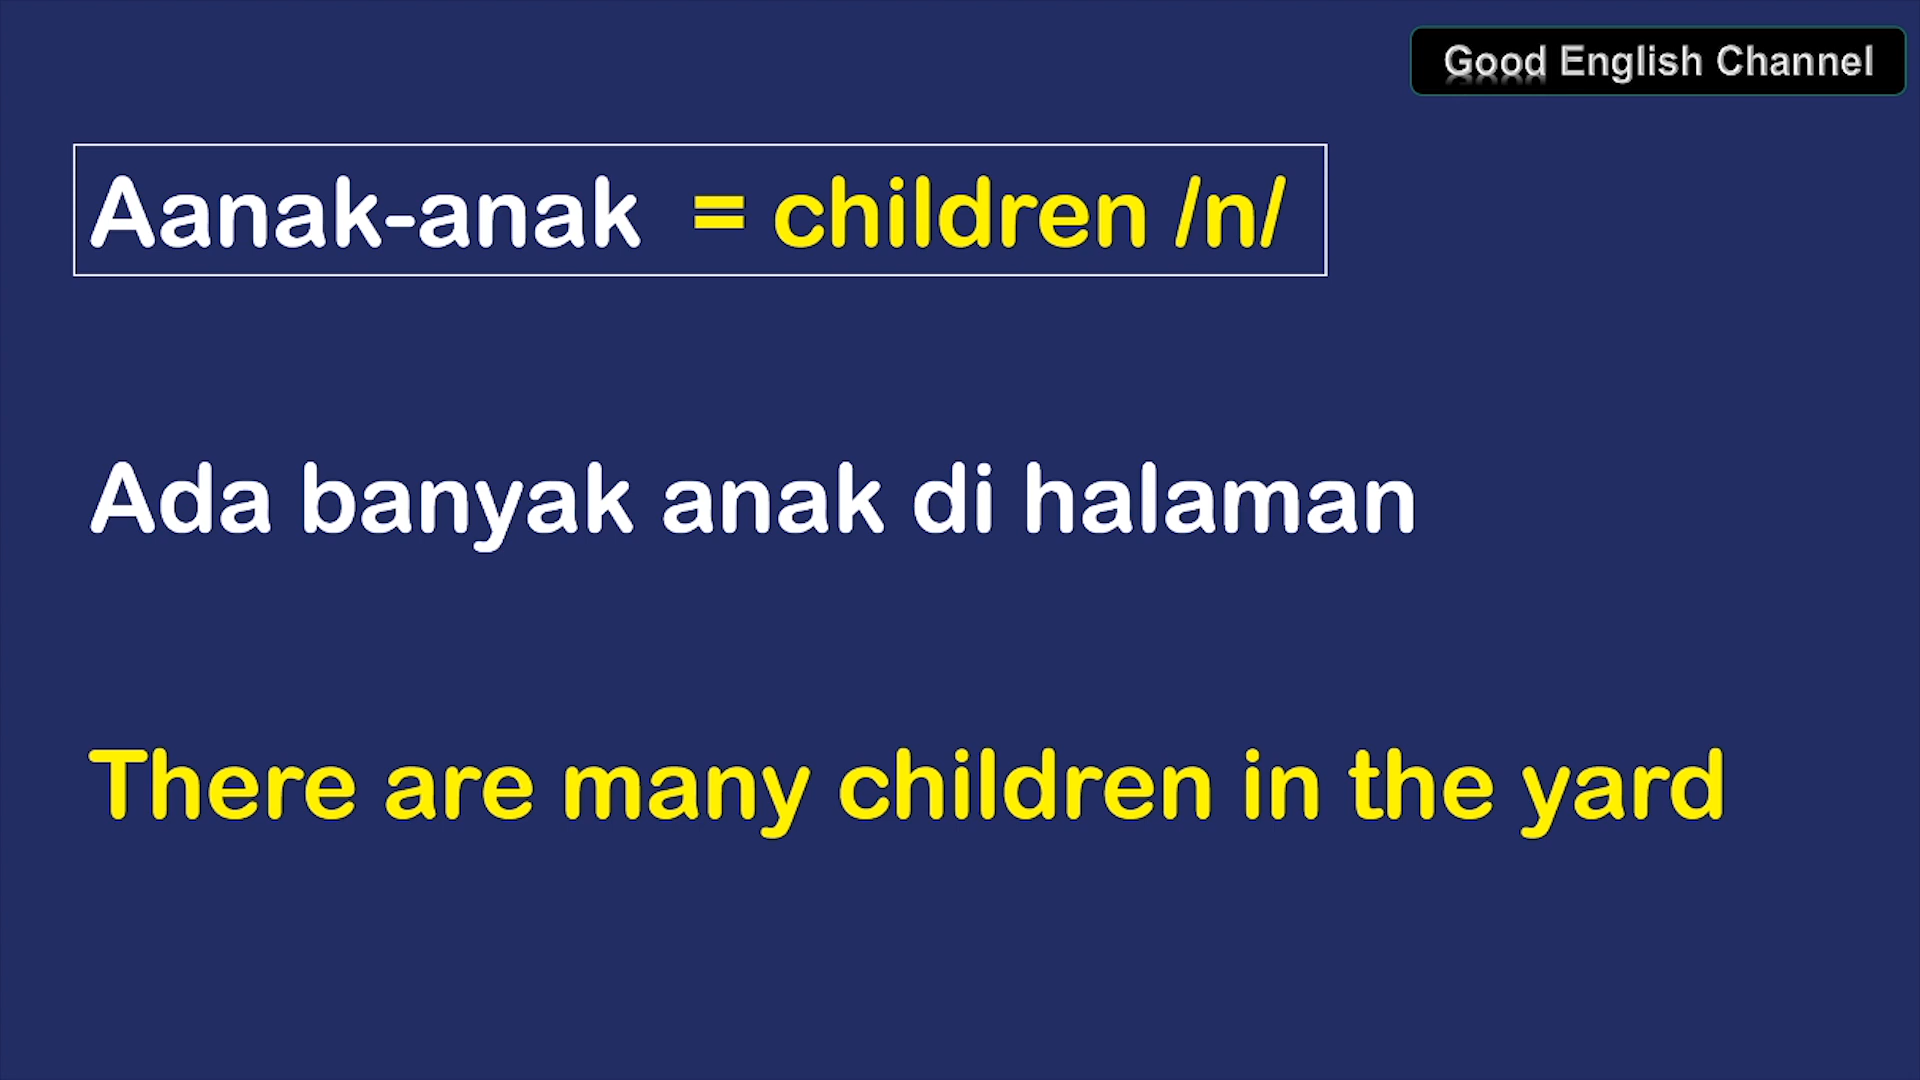 Good English Channel
Aanak-anak = children /n/
Ada banyak anak di halaman
There are many children in the yard